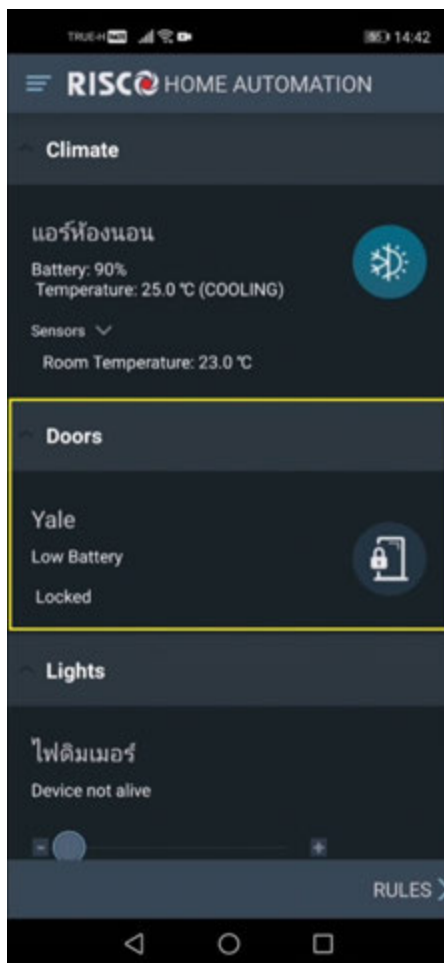 TRUE-H 14:42
RISCO HOME AUTOMATION
Climate
แอร์ห้องนอน
Battery: 90%
Temperature: 25.0 °C (COOLING)
Sensors
Room Temperature: 23.0 °C
Doors
Yale
Low Battery
Locked
Lights
ไฟดิมเมอร์
Device not alive
- +
RULES